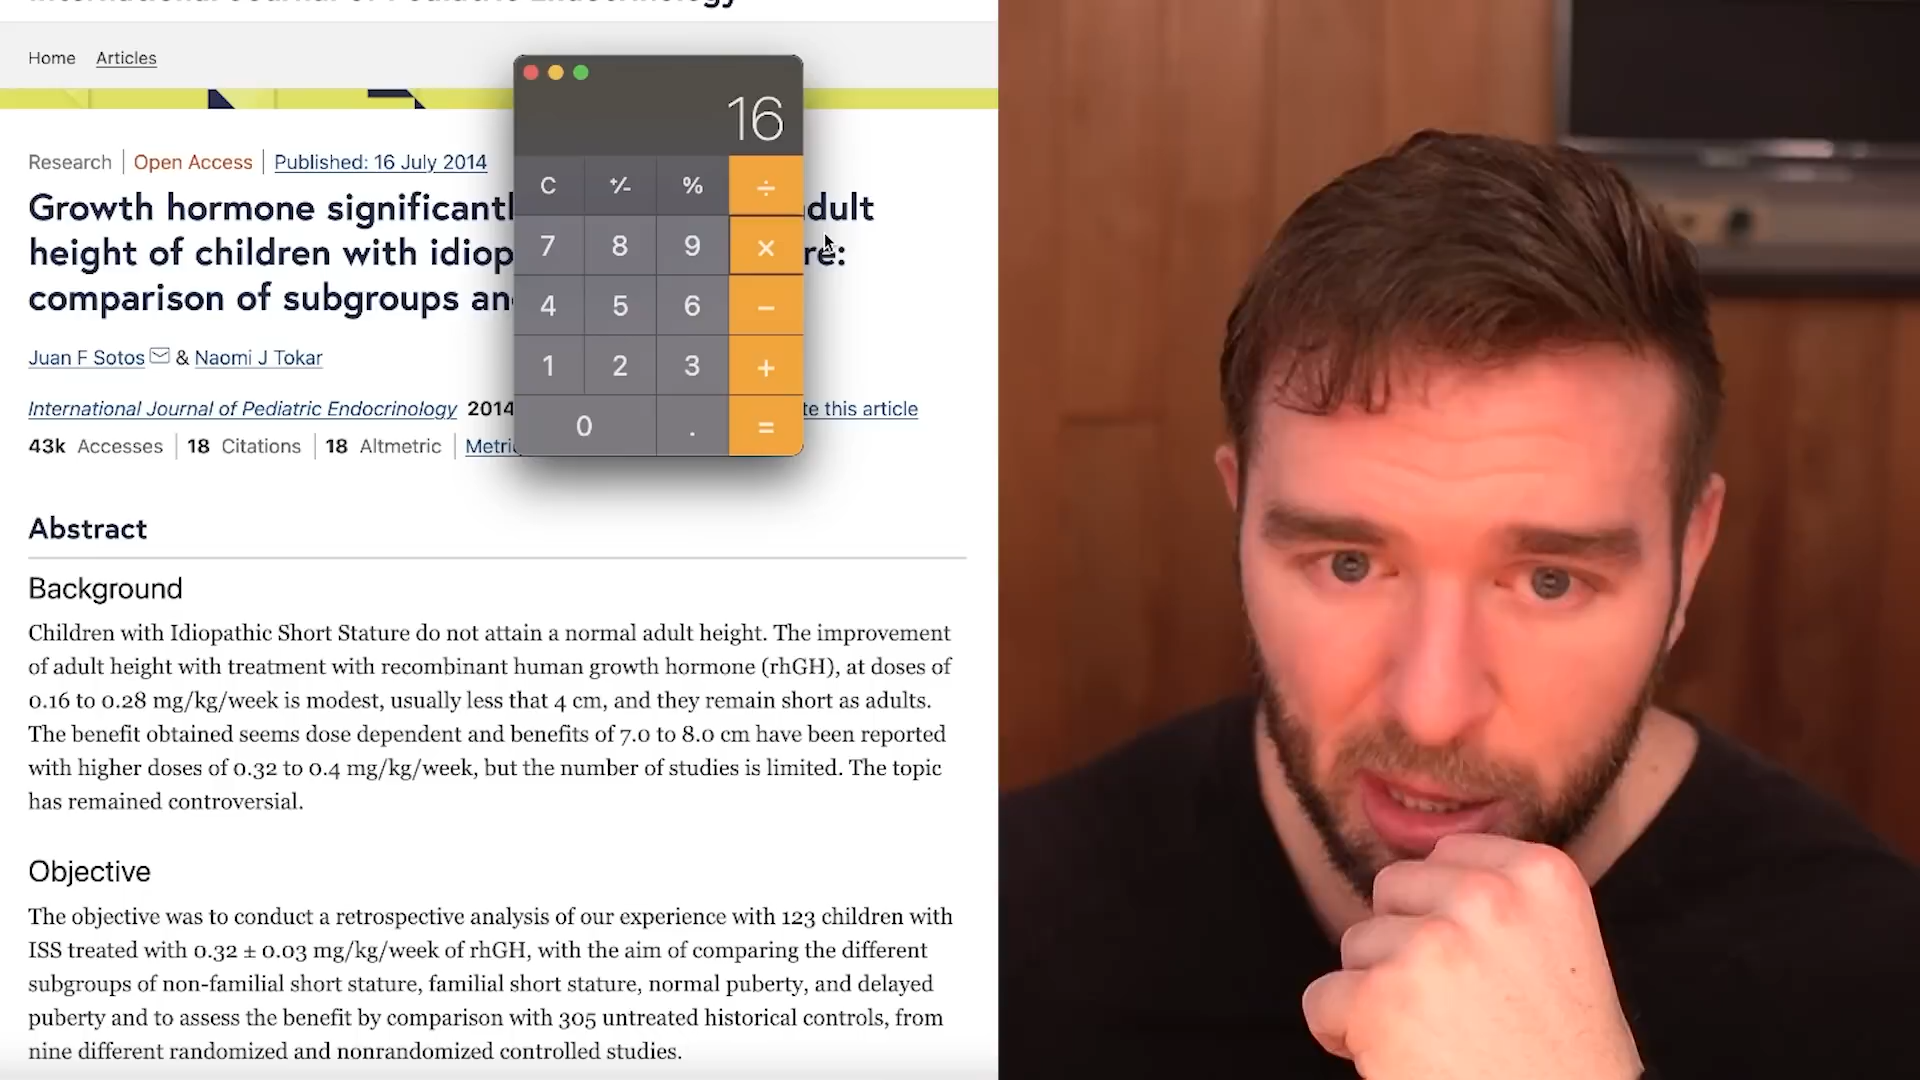 International Journal of Pediatric Endocrinology
Home Articles
Research Open Access Published: 16 July 2014
Growth hormone significantl dult
height of children with idiop re:
comparison of subgroups an
Juan F Sotos & Naomi J Tokar
International Journal of Pediatric Endocrinology 2014 te this article
43k Accesses 18 Citations 18 Altmetric Metri
16
C +/- % ÷
7 8 9 ×
4 5 6 −
1 2 3 +
0 . =
Abstract
Background
Children with Idiopathic Short Stature do not attain a normal adult height. The improvement
of adult height with treatment with recombinant human growth hormone (rhGH), at doses of
0.16 to 0.28 mg/kg/week is modest, usually less that 4 cm, and they remain short as adults.
The benefit obtained seems dose dependent and benefits of 7.0 to 8.0 cm have been reported
with higher doses of 0.32 to 0.4 mg/kg/week, but the number of studies is limited. The topic
has remained controversial.
Objective
The objective was to conduct a retrospective analysis of our experience with 123 children with
ISS treated with 0.32 ± 0.03 mg/kg/week of rhGH, with the aim of comparing the different
subgroups of non-familial short stature, familial short stature, normal puberty, and delayed
puberty and to assess the benefit by comparison with 305 untreated historical controls, from
nine different randomized and nonrandomized controlled studies.